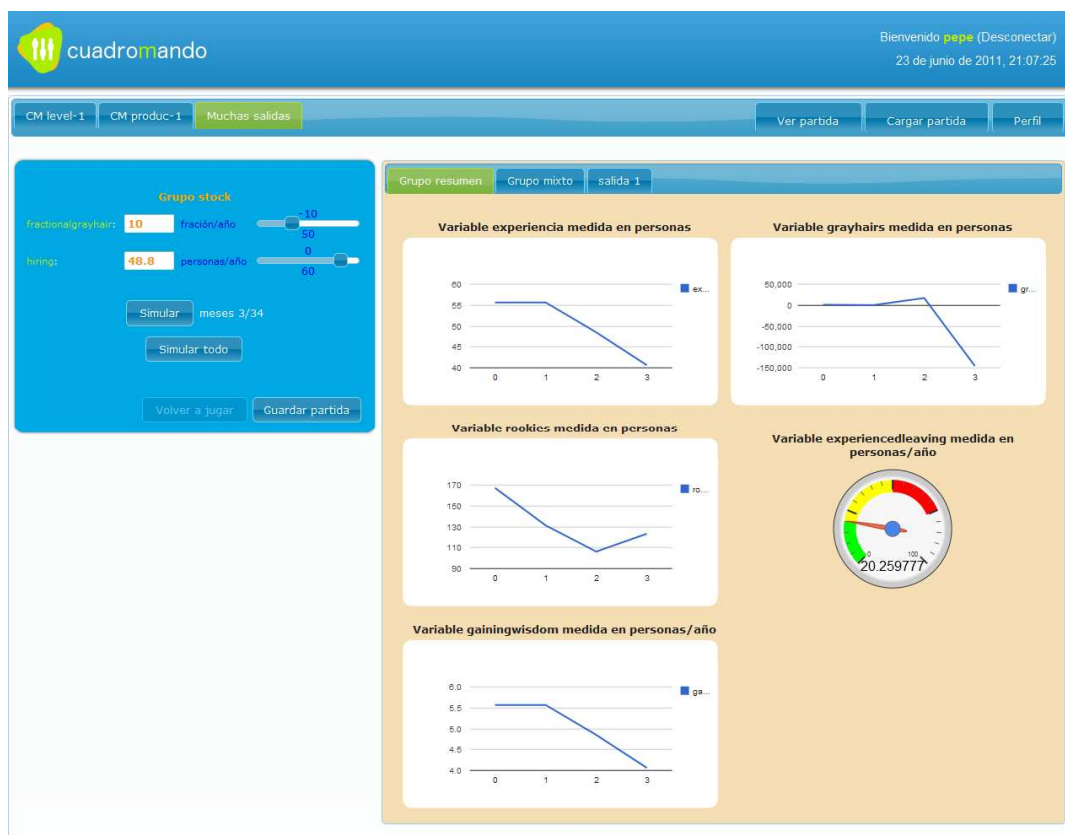 cuadromando
Bienvenido pepe (Desconectar)
23 de junio de 2011, 21:07:25
CM level-1 CM produc-1 Muchas salidas Ver partida Cargar partida Perfil
Grupo stock
fractionalgrayhair: 10 fración/año -10
50
hiring: 48.8 personas/año 0
60
Simular meses 3/34
Simular todo
Volver a jugar Guardar partida
Grupo resumen Grupo mixto salida 1
Variable experiencia medida en personas
60
55
50
45
40
0 1 2 3
ex...
Variable grayhairs medida en personas
50,000
0
-50,000
-100,000
-150,000
0 1 2 3
gr...
Variable rookies medida en personas
170
150
130
110
90
0 1 2 3
ro...
Variable experiencedleaving medida en
personas/año
0 100
20.259777
Variable gainingwisdom medida en personas/año
6.0
5.5
5.0
4.5
4.0
0 1 2 3
ga...